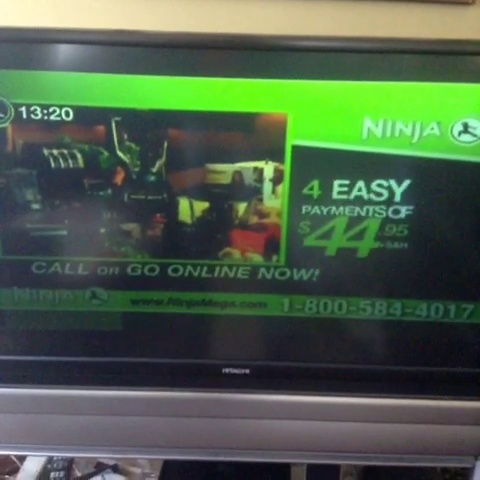 13:20
NINJA
4 EASY
PAYMENTS OF
$44.95
+S&H
CALL or GO ONLINE NOW!
NINJA
www.NinjaMega.com 1-800-584-4017
HITACHI